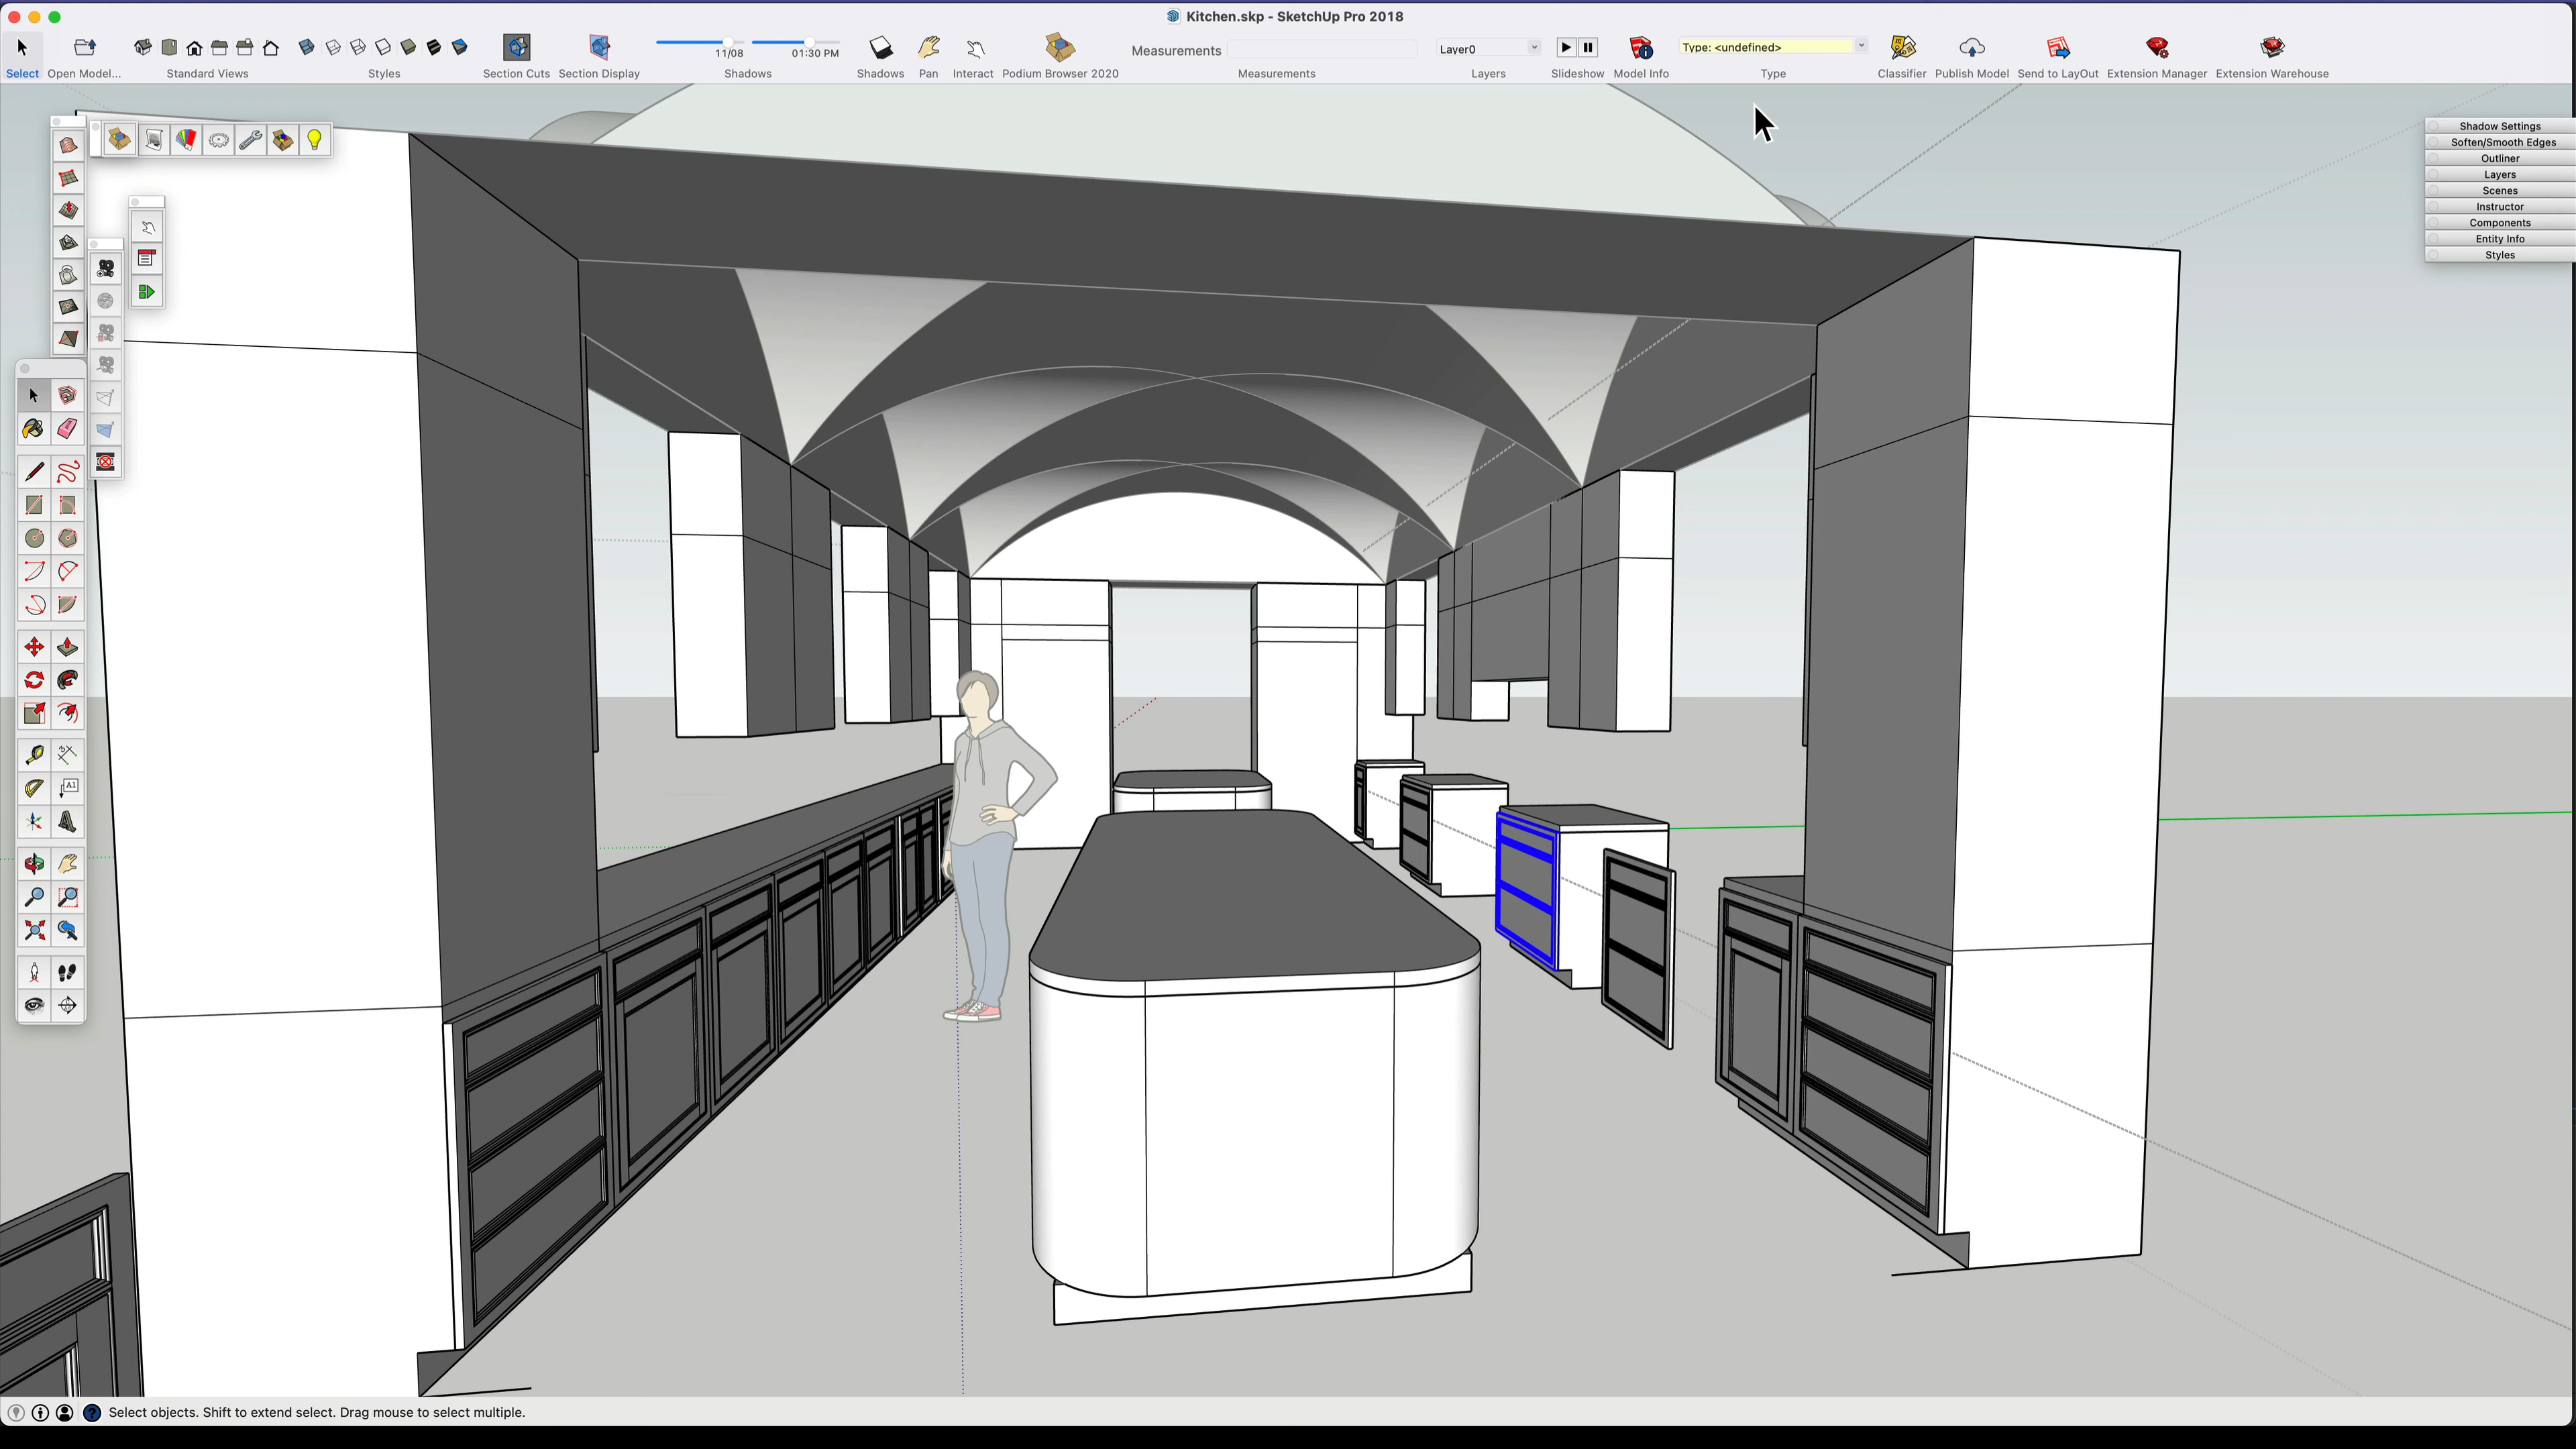 Kitchen.skp - SketchUp Pro 2018
Measurements
Layer0
Type: <undefined>
11/08
01:30 PM
Select
Open Model...
Standard Views
Styles
Section Cuts
Section Display
Shadows
Shadows
Pan
Interact
Podium Browser 2020
Measurements
Layers
Slideshow
Model Info
Type
Classifier
Publish Model
Send to LayOut
Extension Manager
Extension Warehouse
Shadow Settings
Soften/Smooth Edges
Outliner
Layers
Scenes
Instructor
Components
Entity Info
Styles
A1
Select objects. Shift to extend select. Drag mouse to select multiple.